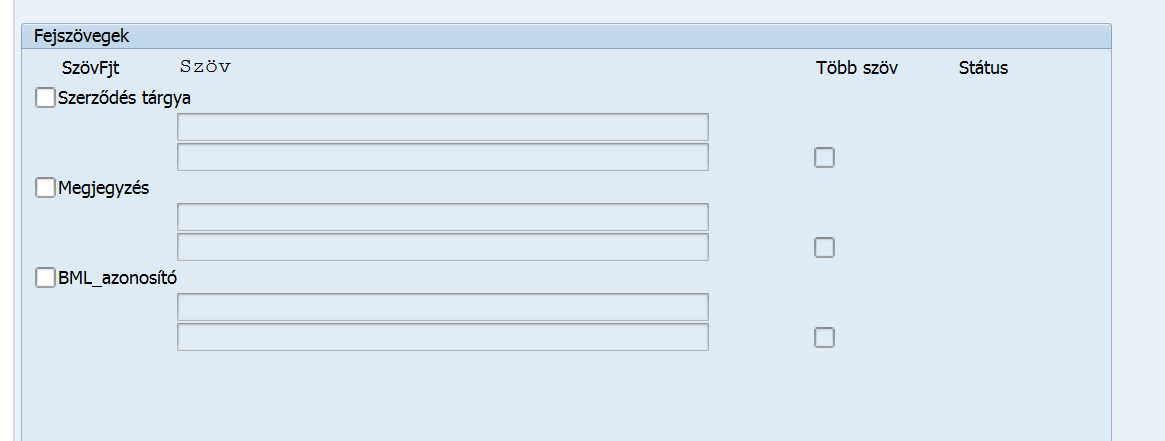 Fejszövegek
SzövFjt Szöv Több szöv Státus
Szerződés tárgya
Megjegyzés
BML_azonosító